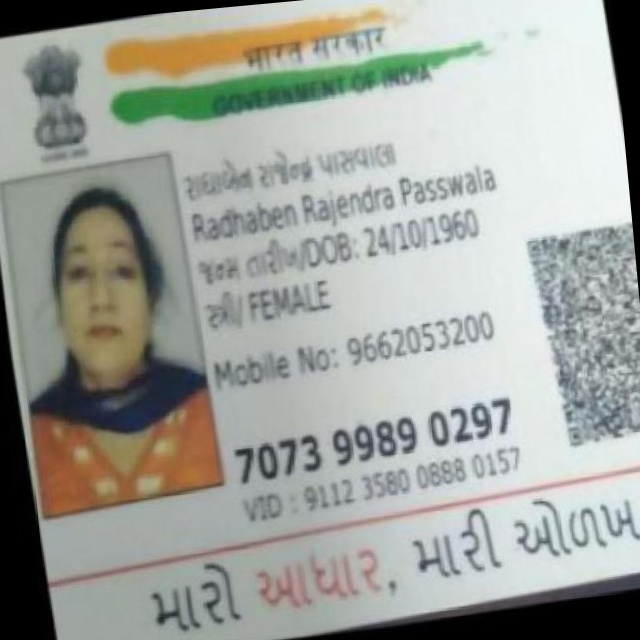 भारत सरकार
GOVERNMENT OF INDIA
રાધાબેન રાજેન્દ્ર પાસવાલા
Radhaben Rajendra Passwala
જન્મ તારીખ/DOB: 24/10/1960
સ્ત્રી/ FEMALE
Mobile No: 9662053200
7073 9989 0297
VID : 9112 3580 0888 0157
મારો આધાર, મારી ઓળખ